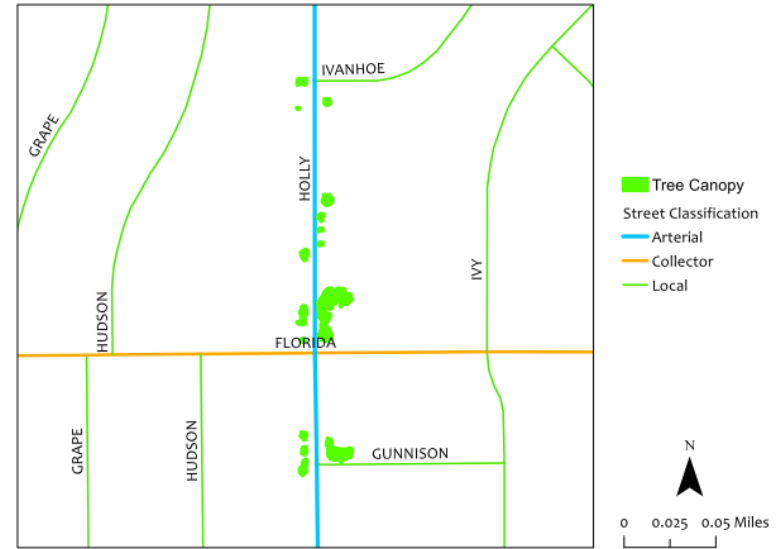 IVANHOE
GRAPE
HOLLY
Tree Canopy
Street Classification
Arterial
Collector
Local
IVY
HUDSON
FLORIDA
GRAPE
HUDSON
GUNNISON
N
0 0.025 0.05 Miles